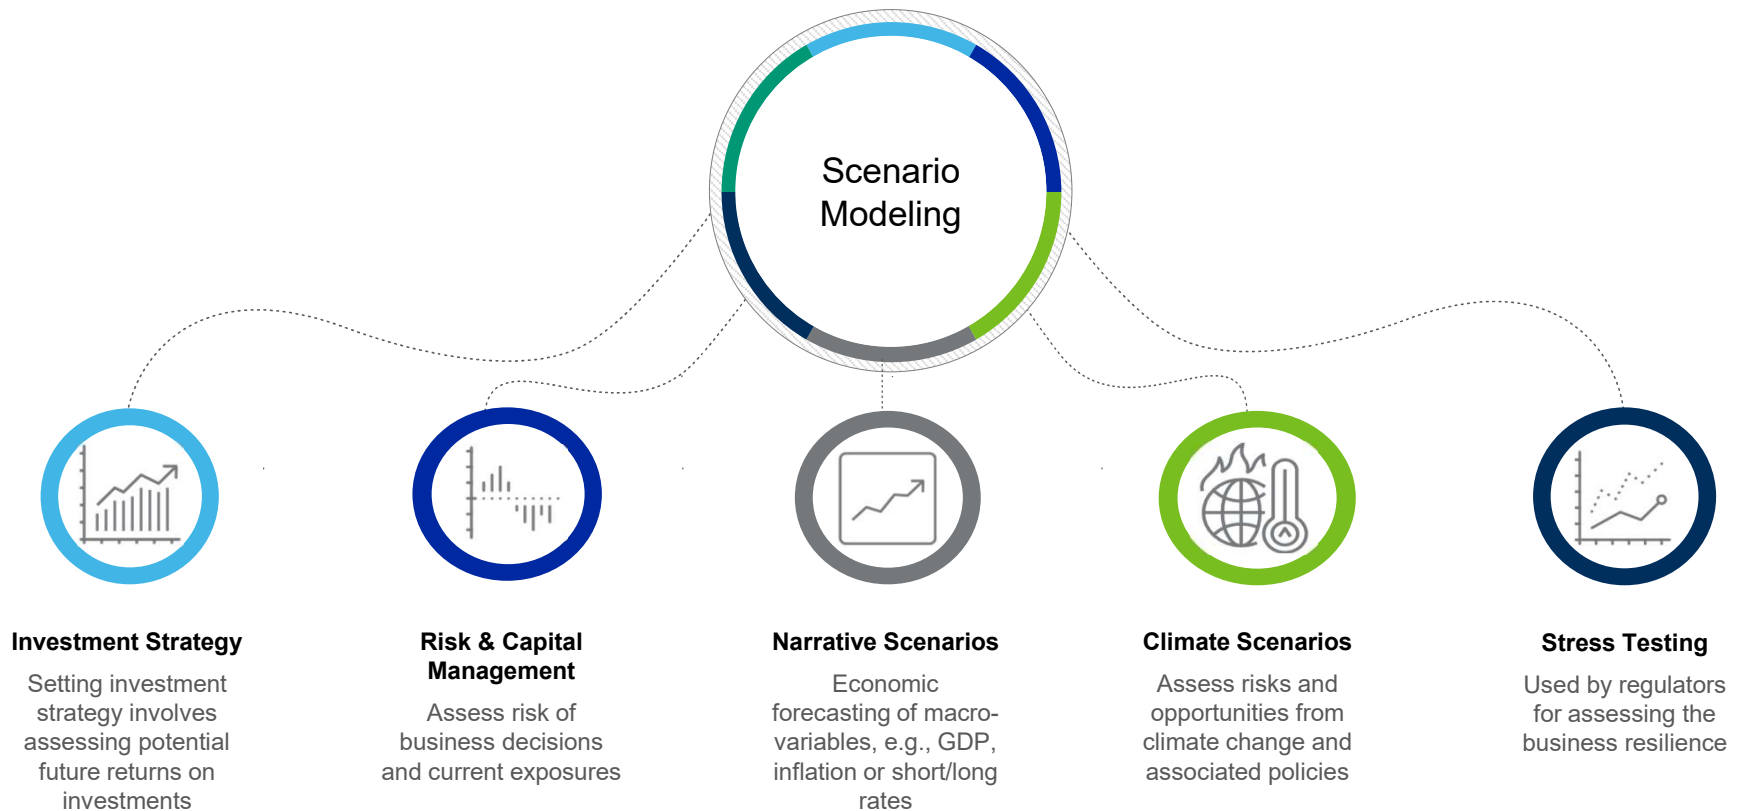 Scenario
Modeling
Investment Strategy
Setting investment
strategy involves
assessing potential
future returns on
investments
Risk & Capital
Management
Assess risk of
business decisions
and current exposures
Narrative Scenarios
Economic
forecasting of macro-
variables, e.g., GDP,
inflation or short/long
rates
Climate Scenarios
Assess risks and
opportunities from
climate change and
associated policies
Stress Testing
Used by regulators
for assessing the
business resilience